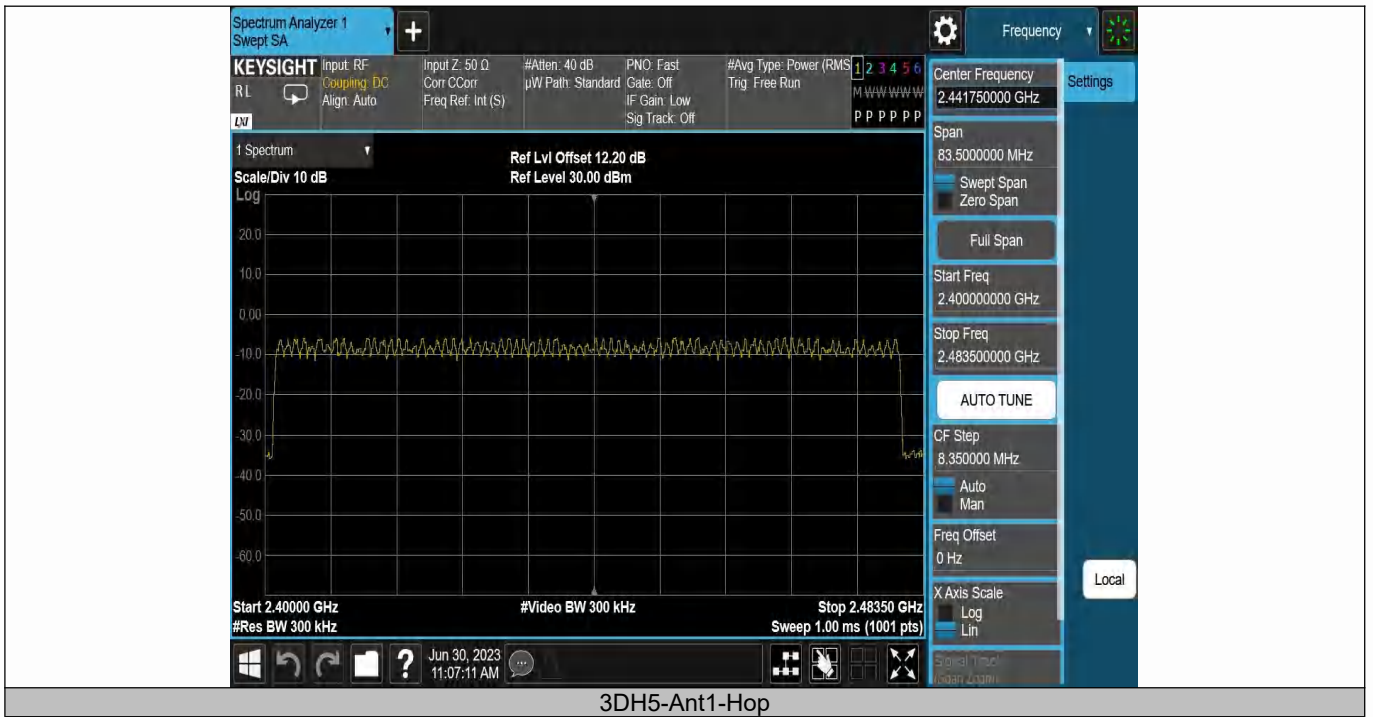 Spectrum Analyzer 1
Swept SA
Frequency
KEYSIGHT
RL
LXI
Input: RF
Coupling: DC
Align: Auto
Input Z: 50 Ω
Corr CCorr
Freq Ref: Int (S)
#Atten: 40 dB
µW Path: Standard
PNO: Fast
Gate: Off
IF Gain: Low
Sig Track: Off
#Avg Type: Power (RMS
Trig: Free Run
1 2 3 4 5 6
M W W W W W
P P P P P P
Center Frequency
2.441750000 GHz
Settings
Span
83.5000000 MHz
Swept Span
Zero Span
Full Span
Start Freq
2.400000000 GHz
Stop Freq
2.483500000 GHz
AUTO TUNE
CF Step
8.350000 MHz
Auto
Man
Freq Offset
0 Hz
X Axis Scale
Log
Lin
Signal Track
(Span Zoom)
Local
1 Spectrum
Scale/Div 10 dB
Ref Lvl Offset 12.20 dB
Ref Level 30.00 dBm
Log
20.0
10.0
0.00
-10.0
-20.0
-30.0
-40.0
-50.0
-60.0
Start 2.40000 GHz
#Video BW 300 kHz
Stop 2.48350 GHz
#Res BW 300 kHz
Sweep 1.00 ms (1001 pts)
?
Jun 30, 2023
11:07:11 AM
3DH5-Ant1-Hop